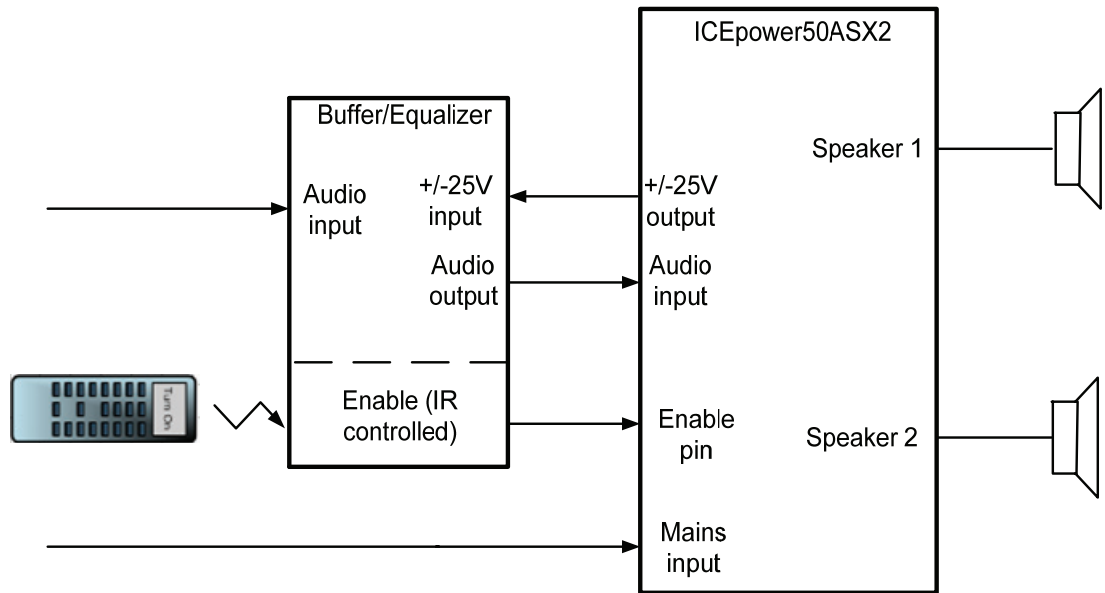 ICEpower50ASX2
Buffer/Equalizer
Audio
input
+/-25V
input
Audio
output
Enable (IR
controlled)
Turn On
+/-25V
output
Audio
input
Enable
pin
Mains
input
Speaker 1
Speaker 2